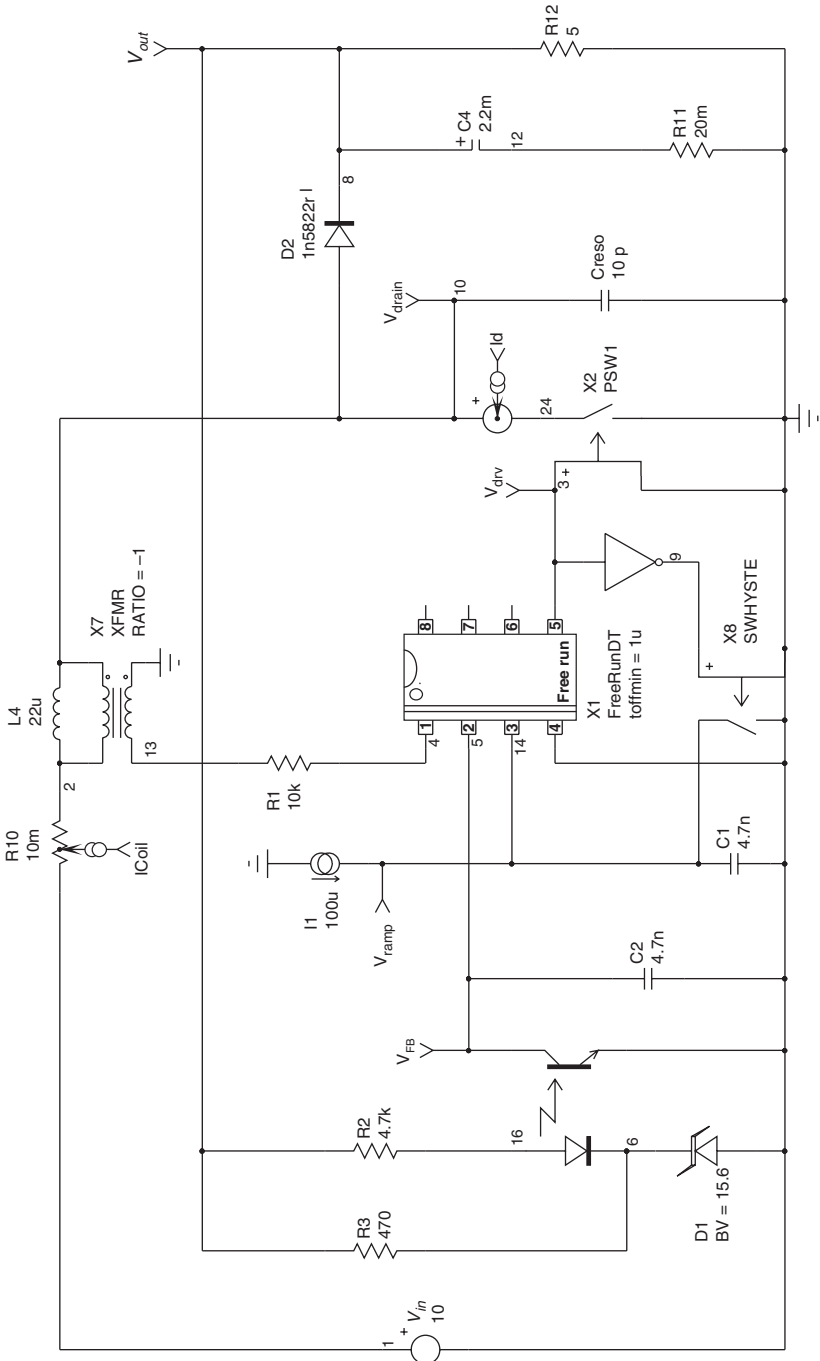 L4
22u
X7
XFMR
RATIO = –1
R10
10m
2
13
ICoil
V_out
R12
5
+ C4
2.2m
12
R11
20m
8
D2
1n5822r l
V_drain
10
Creso
10 p
+
Id
24
X2
PSW1
V_drv
3 +
9
X8
SWHYSTE
+
R1
10k
4
5
14
1
2
3
4
8
7
6
5
Free run
X1
FreeRunDT
toffmin = 1u
I1
100u
V_ramp
C1
4.7n
C2
4.7n
V_FB
R2
4.7k
16
6
R3
470
D1
BV = 15.6
1
+
V_in
10